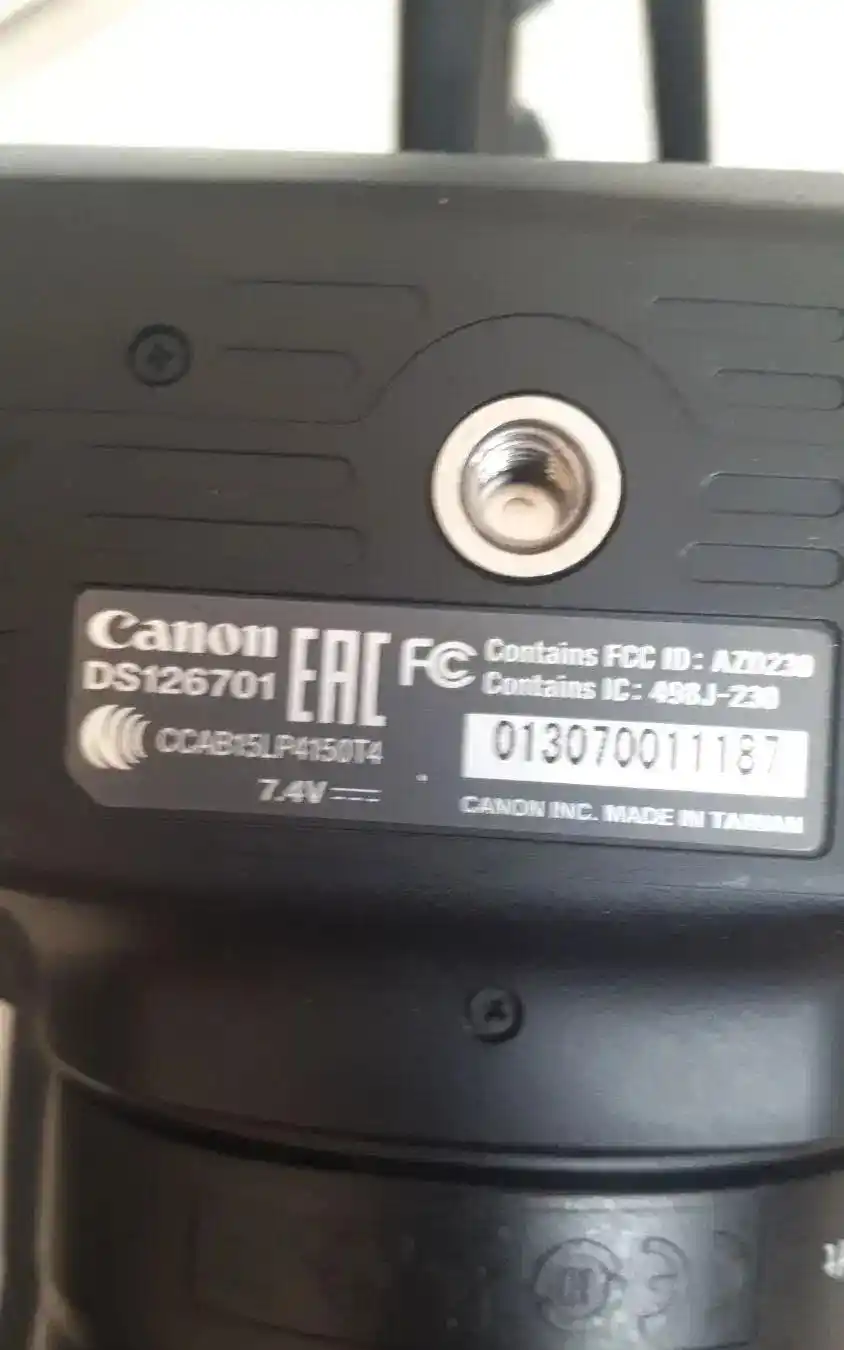 Canon
DS126701
EAC
FC
Contains FCC ID: AZD230
Contains IC: 498J-230
CCAB15LP4150T4
013070011187
7.4V
CANON INC. MADE IN TAIWAN